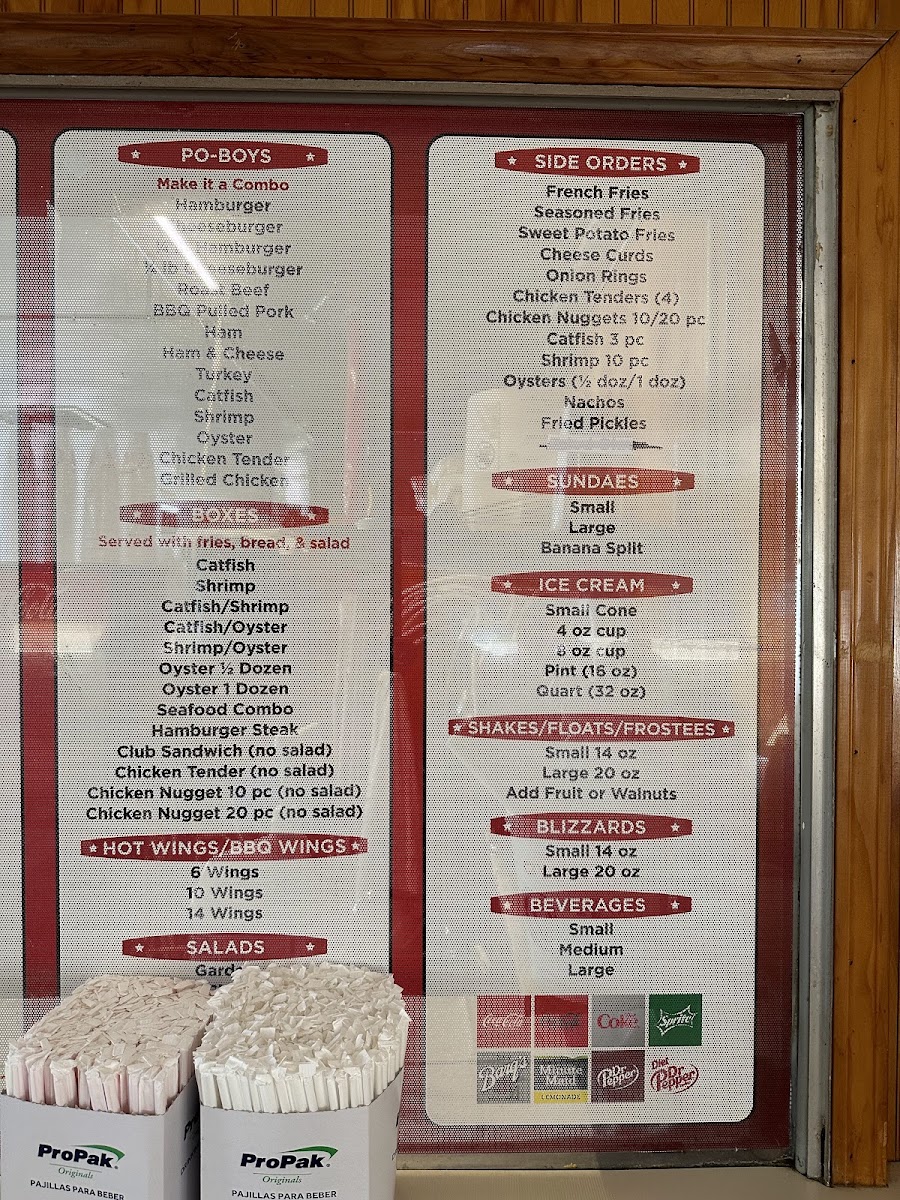 PO-BOYS
Make it a Combo
Hamburger
Cheeseburger
Hamburger
½ lb Cheeseburger
Roast Beef
BBQ Pulled Pork
Ham
Ham & Cheese
Turkey
Catfish
Shrimp
Oyster
Chicken Tender
Grilled Chicken
BOXES
Served with fries, bread, & salad
Catfish
Shrimp
Catfish/Shrimp
Catfish/Oyster
Shrimp/Oyster
Oyster ½ Dozen
Oyster 1 Dozen
Seafood Combo
Hamburger Steak
Club Sandwich (no salad)
Chicken Tender (no salad)
Chicken Nugget 10 pc (no salad)
Chicken Nugget 20 pc (no salad)
HOT WINGS/BBQ WINGS
6 Wings
10 Wings
14 Wings
SALADS
SIDE ORDERS
French Fries
Seasoned Fries
Sweet Potato Fries
Cheese Curds
Onion Rings
Chicken Tenders (4)
Chicken Nuggets 10/20 pc
Catfish 3 pc
Shrimp 10 pc
Oysters (½ doz/1 doz)
Nachos
Fried Pickles
SUNDAES
Small
Large
Banana Split
ICE CREAM
Small Cone
4 oz cup
8 oz cup
Pint (16 oz)
Quart (32 oz)
SHAKES/FLOATS/FROSTEES
Small 14 oz
Large 20 oz
Add Fruit or Walnuts
BLIZZARDS
Small 14 oz
Large 20 oz
BEVERAGES
Small
Medium
Large
Coca-Cola
Coke
Sprite
Barq's
Minute Maid
LEMONADE
Dr Pepper
Diet Dr Pepper
ProPak
Originals
PAJILLAS PARA BEBER
ProPak
Originals
PAJILLAS PARA BEBER